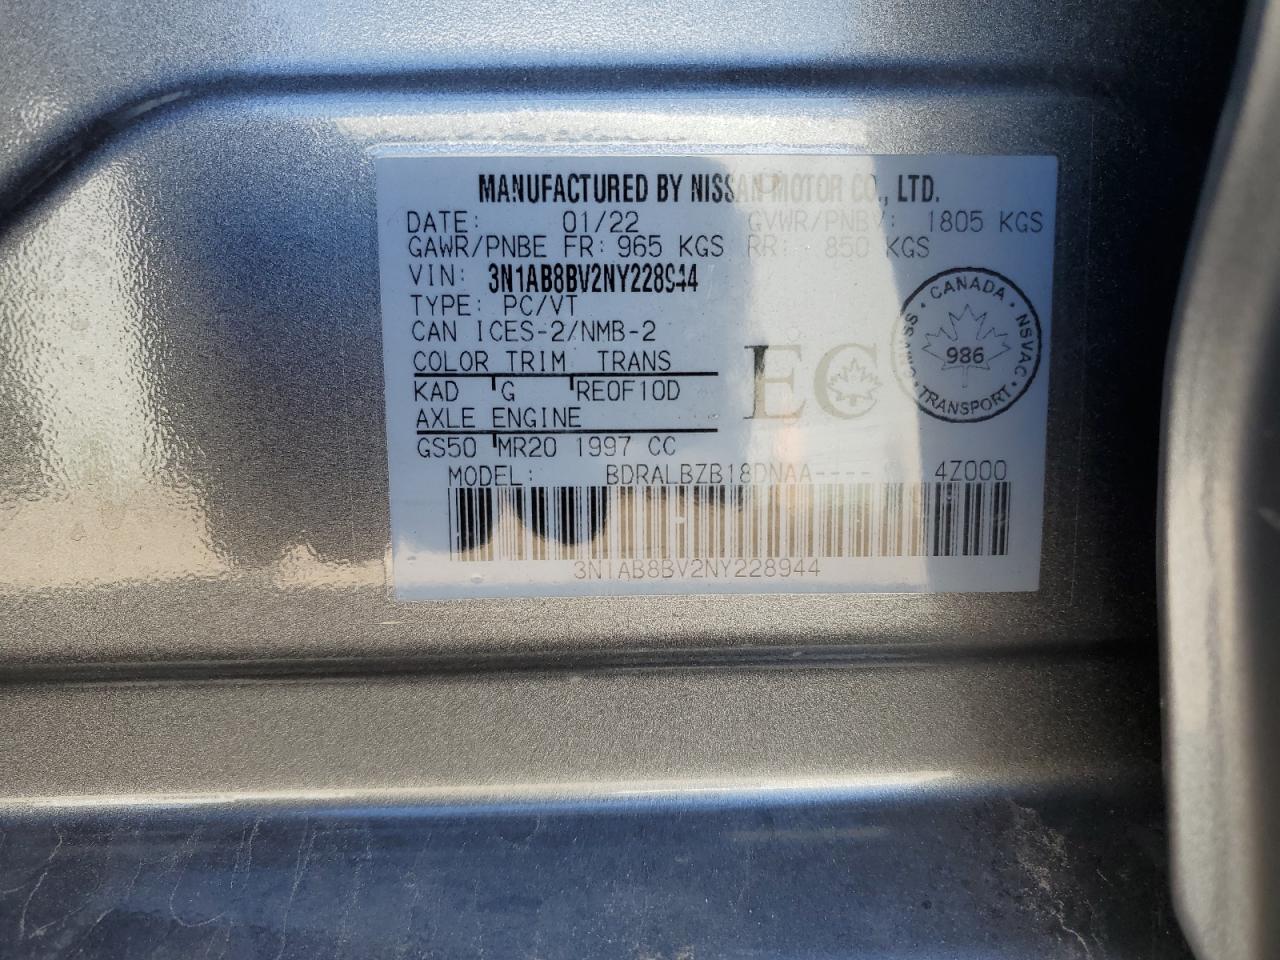 MANUFACTURED BY NISSAN MOTOR CO., LTD.
DATE: 01/22 GVWR/PNBV: 1805 KGS
GAWR/PNBE FR: 965 KGS RR: 850 KGS
VIN: 3N1AB8BV2NY228944
TYPE: PC/VT
CAN ICES-2/NMB-2
COLOR TRIM TRANS
KAD G RE0F10D
AXLE ENGINE
GS50 MR20 1997 CC
MODEL: BDRALBZB18DNAA---- 4Z000
3N1AB8BV2NY228944
EC
CANADA
CMVSS · NSVAC
986
TRANSPORT